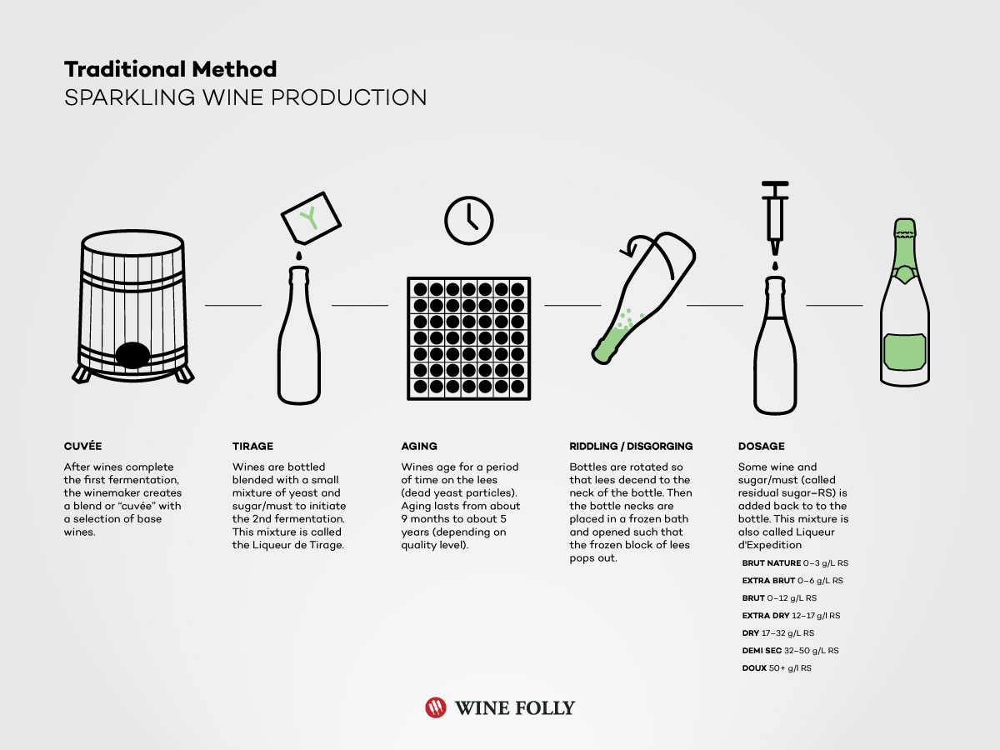 Traditional Method
SPARKLING WINE PRODUCTION
Y
CUVÉE
After wines complete
the first fermentation,
the winemaker creates
a blend or “cuvée” with
a selection of base
wines.
TIRAGE
Wines are bottled
blended with a small
mixture of yeast and
sugar/must to initiate
the 2nd fermentation.
This mixture is called
the Liqueur de Tirage.
AGING
Wines age for a period
of time on the lees
(dead yeast particles).
Aging lasts from about
9 months to about 5
years (depending on
quality level).
RIDDLING / DISGORGING
Bottles are rotated so
that lees decend to the
neck of the bottle. Then
the bottle necks are
placed in a frozen bath
and opened such that
the frozen block of lees
pops out.
DOSAGE
Some wine and
sugar/must (called
residual sugar–RS) is
added back to to the
bottle. This mixture is
also called Liqueur
d'Expedition
BRUT NATURE 0–3 g/L RS
EXTRA BRUT 0–6 g/L RS
BRUT 0–12 g/L RS
EXTRA DRY 12–17 g/l RS
DRY 17–32 g/L RS
DEMI SEC 32–50 g/L RS
DOUX 50+ g/l RS
WINE FOLLY